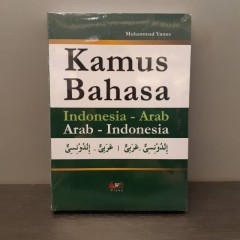 Muhammad Yunus
Kamus
Bahasa
Indonesia - Arab
Arab - Indonesia
إندونيسيّ ـ عربيّ | عربيّ ـ إندونيسيّ